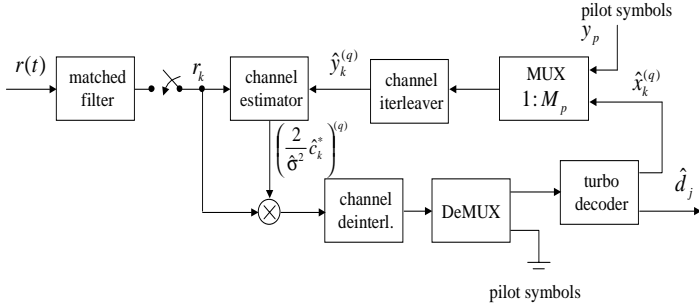 pilot symbols
y_p
r(t)
matched
filter
r_k
channel
estimator
ŷ_k^(q)
channel
iterleaver
MUX
1:M_p
x̂_k^(q)
(2/σ̂² ĉ_k^*)^(q)
channel
deinterl.
DeMUX
turbo
decoder
d̂_j
pilot symbols